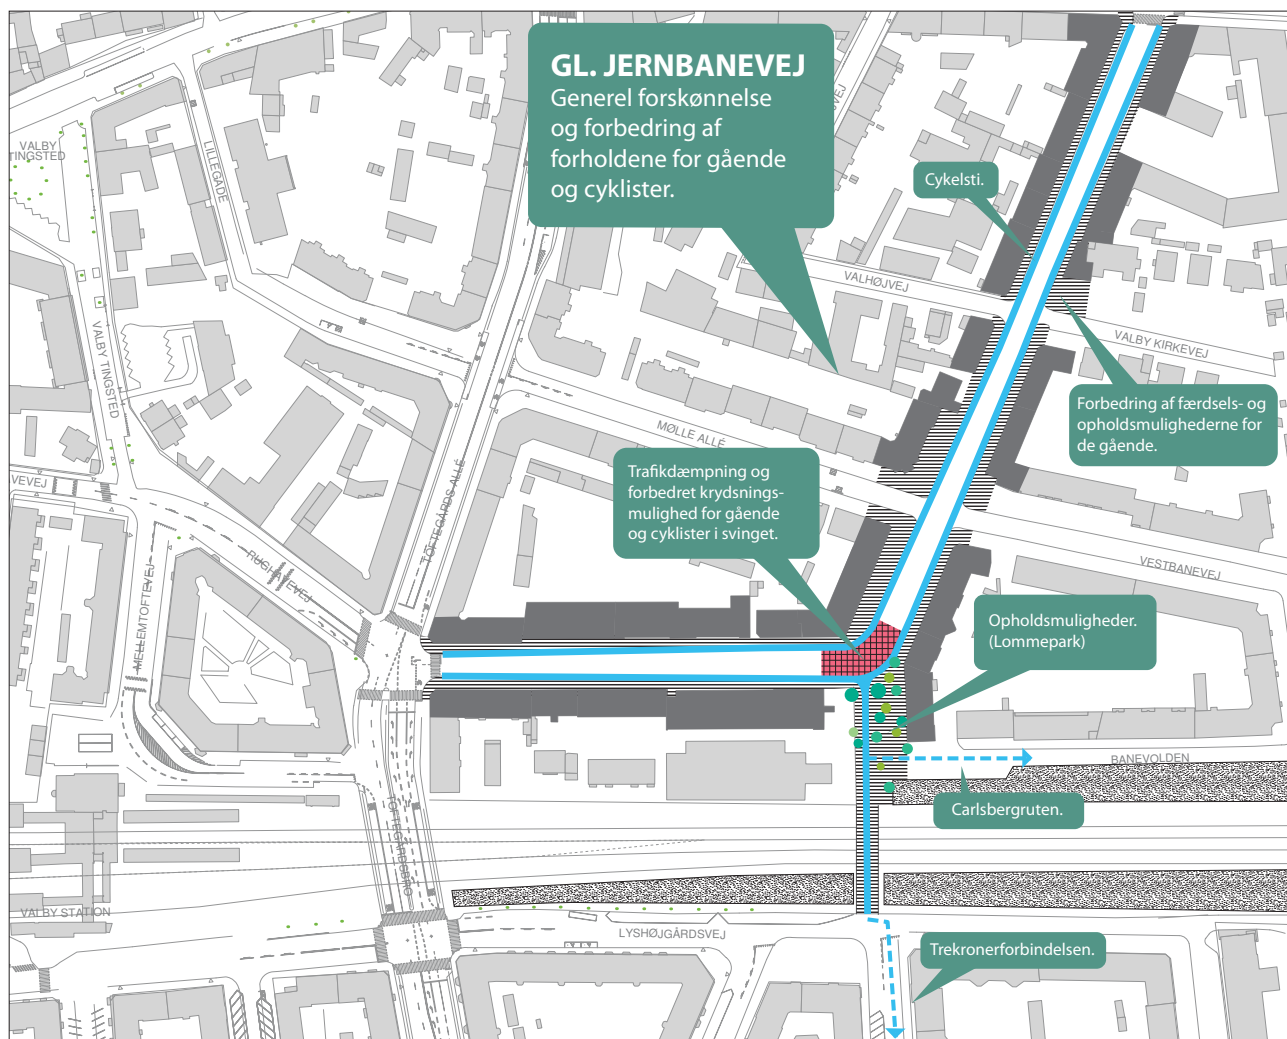 GL. JERNBANEVEJ
Generel forskønnelse
og forbedring af
forholdene for gående
og cyklister.
VALBY
TINGSTED
LILLEGADE
Cykelsti.
VALHØJVEJ
VALBY KIRKEVEJ
VALBY TINGSTED
Forbedring af færdsels- og
opholdsmulighederne for
de gående.
MØLLE ALLÉ
Trafikdæmpning og
forbedret krydsnings-
mulighed for gående
og cyklister i svinget.
TOFTEGÅRDS ALLÉ
VEVEJ
MELLEMTOFTEVEJ
VESTBANEVEJ
Opholdsmuligheder.
(Lommepark)
BANEVOLDEN
Carlsbergruten.
VALBY STATION
LYSHØJGÅRDSVEJ
Trekronerforbindelsen.